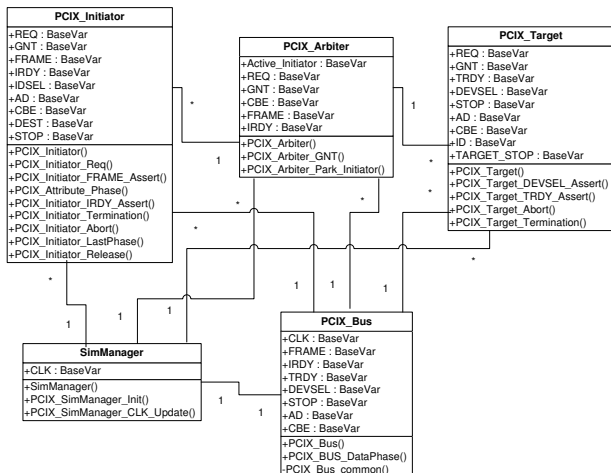 PCIX_Initiator
+REQ : BaseVar
+GNT : BaseVar
+FRAME : BaseVar
+IRDY : BaseVar
+IDSEL : BaseVar
+AD : BaseVar
+CBE : BaseVar
+DEST : BaseVar
+STOP : BaseVar
+PCIX_Initiator()
+PCIX_Initiator_Req()
+PCIX_Initiator_FRAME_Assert()
+PCIX_Attribute_Phase()
+PCIX_Initiator_IRDY_Assert()
+PCIX_Initiator_Termination()
+PCIX_Initiator_Abort()
+PCIX_Initiator_LastPhase()
+PCIX_Initiator_Release()
*
1
PCIX_Arbiter
+Active_Initiator : BaseVar
+REQ : BaseVar
+GNT : BaseVar
+CBE : BaseVar
+FRAME : BaseVar
+IRDY : BaseVar
+PCIX_Arbiter()
+PCIX_Arbiter_GNT()
+PCIX_Arbiter_Park_Initiator()
1
*
PCIX_Target
+REQ : BaseVar
+GNT : BaseVar
+TRDY : BaseVar
+DEVSEL : BaseVar
+STOP : BaseVar
+AD : BaseVar
+CBE : BaseVar
+ID : BaseVar
+TARGET_STOP : BaseVar
+PCIX_Target()
+PCIX_Target_DEVSEL_Assert()
+PCIX_Target_TRDY_Assert()
+PCIX_Target_Abort()
+PCIX_Target_Termination()
*
*
*
*
*
*
1
1
1
1
1
1
SimManager
+CLK : BaseVar
+SimManager()
+PCIX_SimManager_Init()
+PCIX_SimManager_CLK_Update()
1
1
PCIX_Bus
+CLK : BaseVar
+FRAME : BaseVar
+IRDY : BaseVar
+TRDY : BaseVar
+DEVSEL : BaseVar
+STOP : BaseVar
+AD : BaseVar
+CBE : BaseVar
+PCIX_Bus()
+PCIX_BUS_DataPhase()
-PCIX_Bus_common()